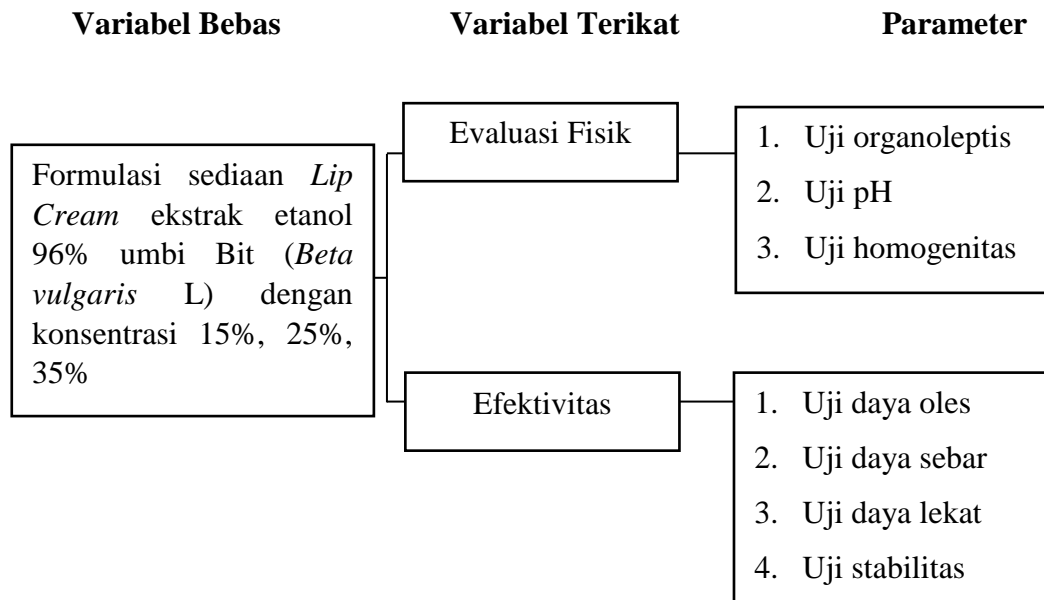 Variabel Bebas
Variabel Terikat
Parameter
Formulasi sediaan Lip
Cream ekstrak etanol
96% umbi Bit (Beta
vulgaris L) dengan
konsentrasi 15%, 25%,
35%
Evaluasi Fisik
1. Uji organoleptis
2. Uji pH
3. Uji homogenitas
Efektivitas
1. Uji daya oles
2. Uji daya sebar
3. Uji daya lekat
4. Uji stabilitas